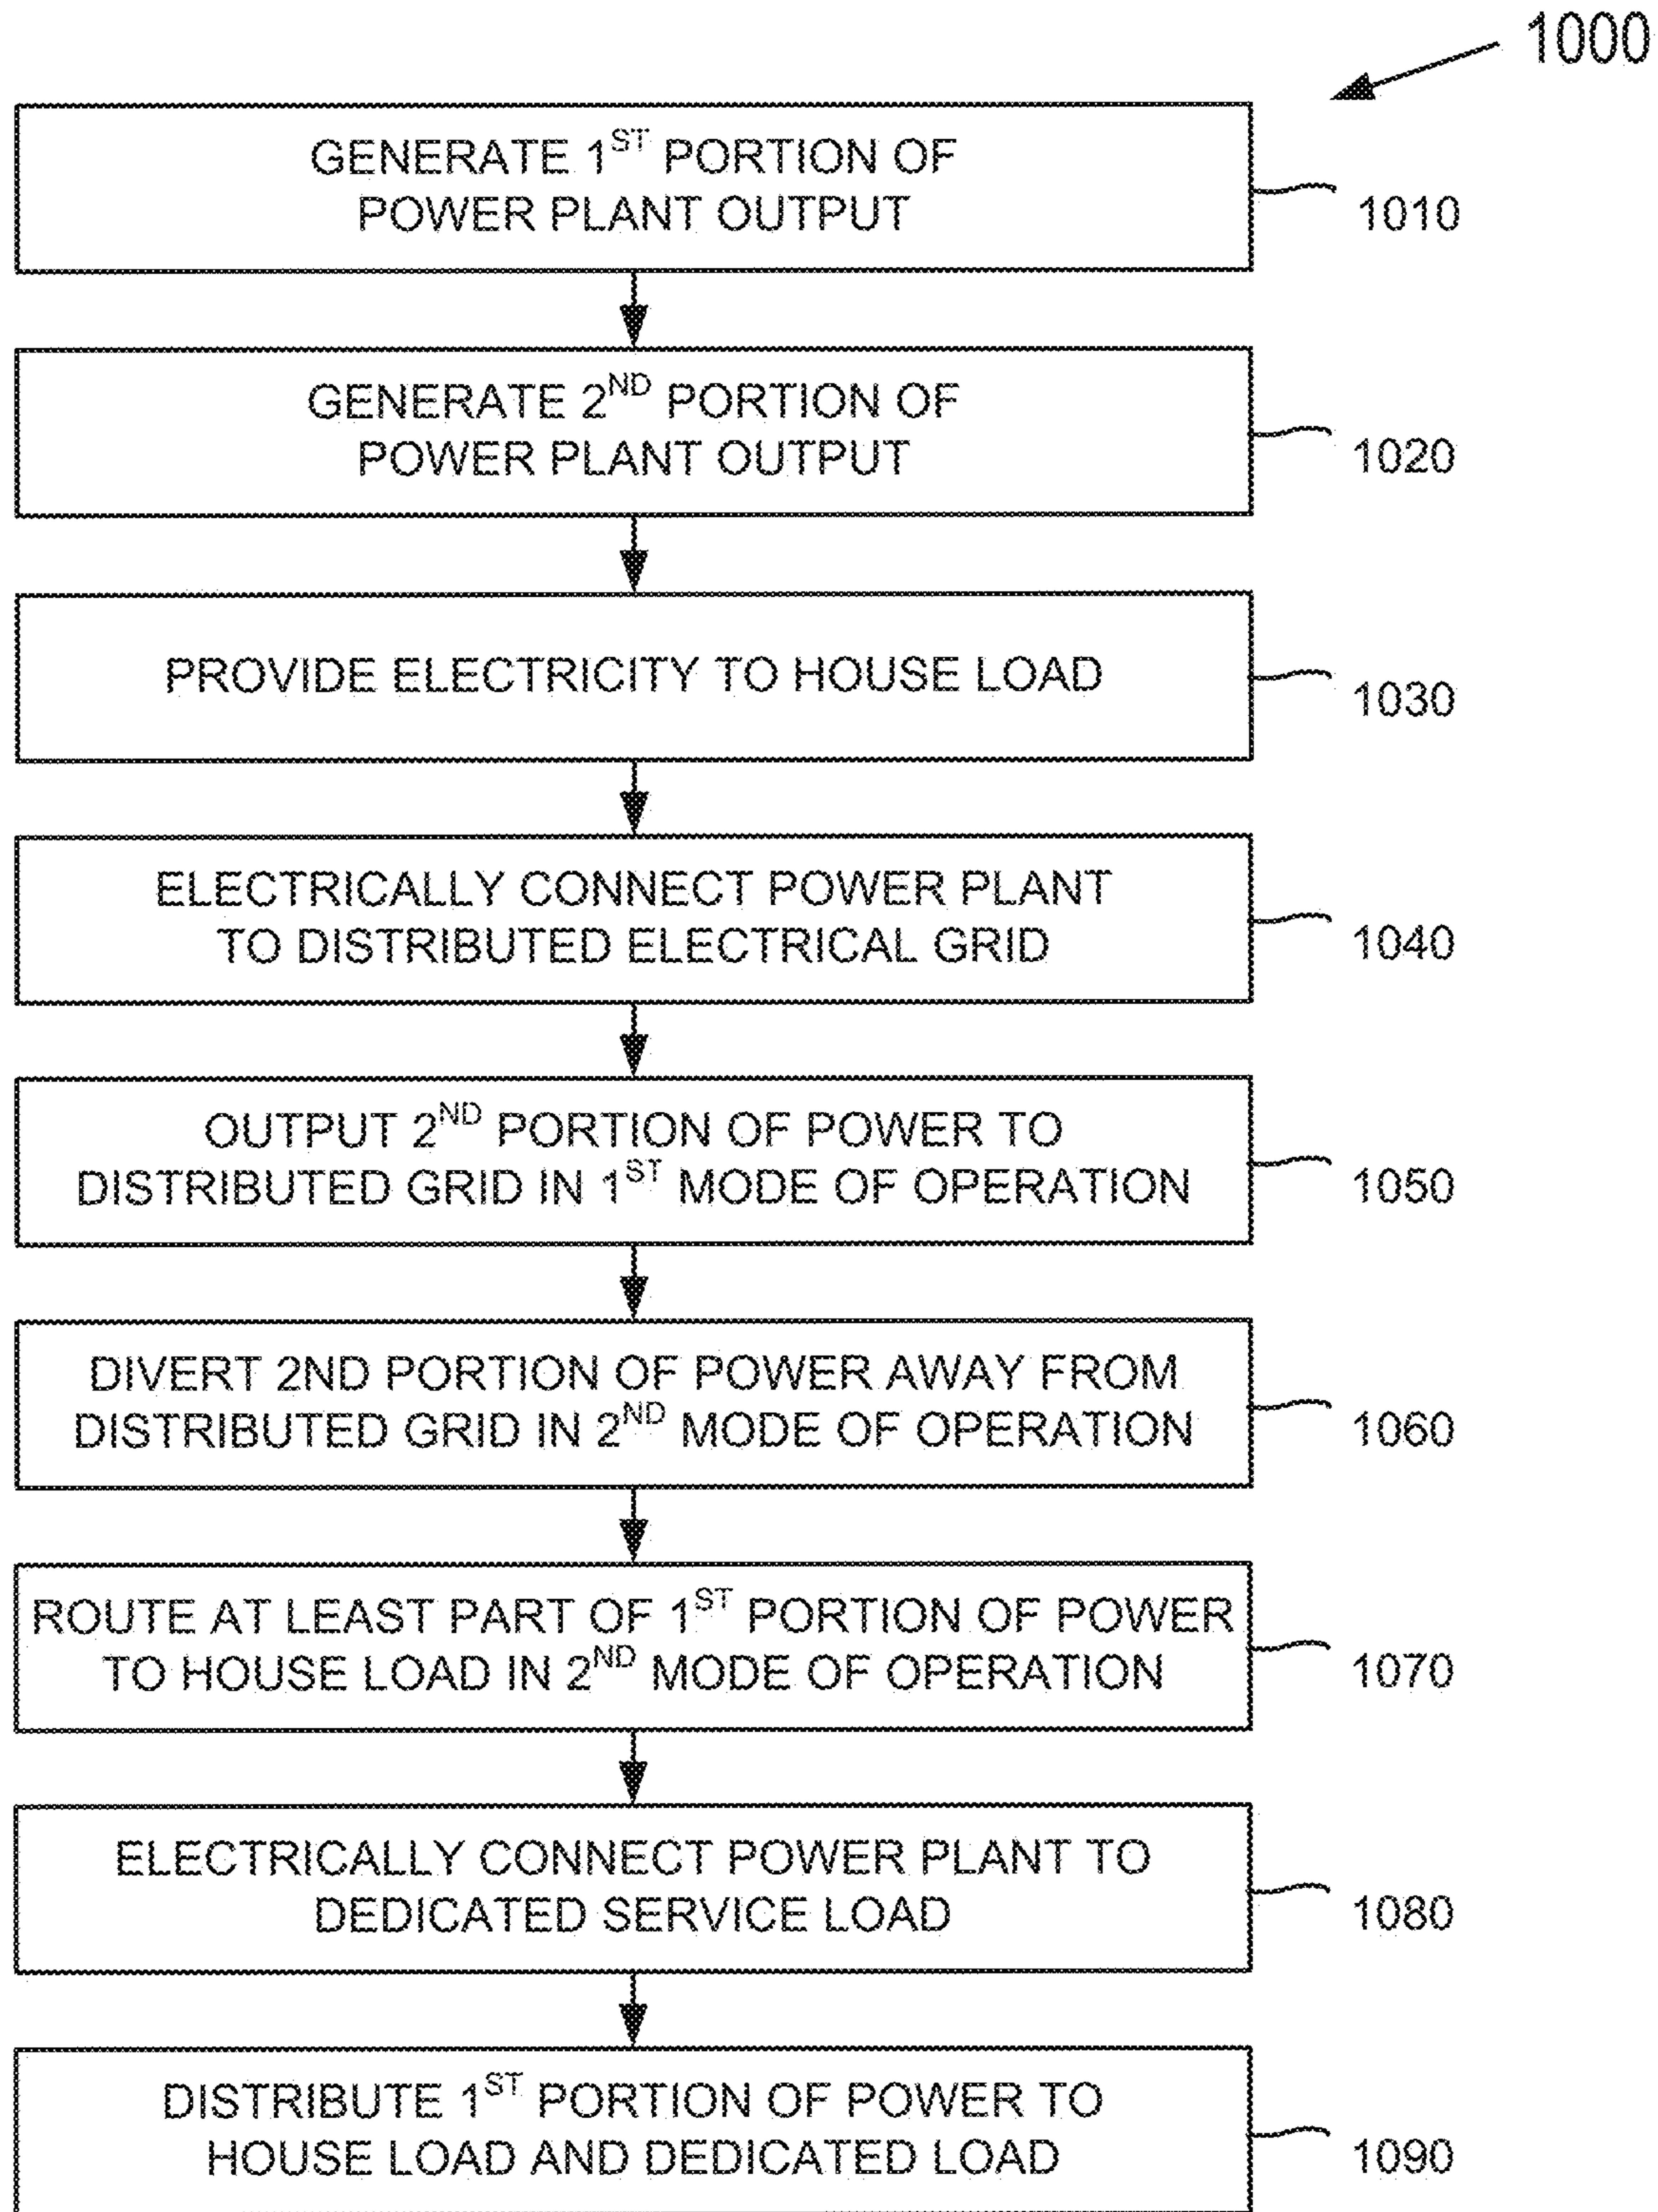 1000
GENERATE 1ST PORTION OF
POWER PLANT OUTPUT
1010
GENERATE 2ND PORTION OF
POWER PLANT OUTPUT
1020
PROVIDE ELECTRICITY TO HOUSE LOAD
1030
ELECTRICALLY CONNECT POWER PLANT
TO DISTRIBUTED ELECTRICAL GRID
1040
OUTPUT 2ND PORTION OF POWER TO
DISTRIBUTED GRID IN 1ST MODE OF OPERATION
1050
DIVERT 2ND PORTION OF POWER AWAY FROM
DISTRIBUTED GRID IN 2ND MODE OF OPERATION
1060
ROUTE AT LEAST PART OF 1ST PORTION OF POWER
TO HOUSE LOAD IN 2ND MODE OF OPERATION
1070
ELECTRICALLY CONNECT POWER PLANT TO
DEDICATED SERVICE LOAD
1080
DISTRIBUTE 1ST PORTION OF POWER TO
HOUSE LOAD AND DEDICATED LOAD
1090